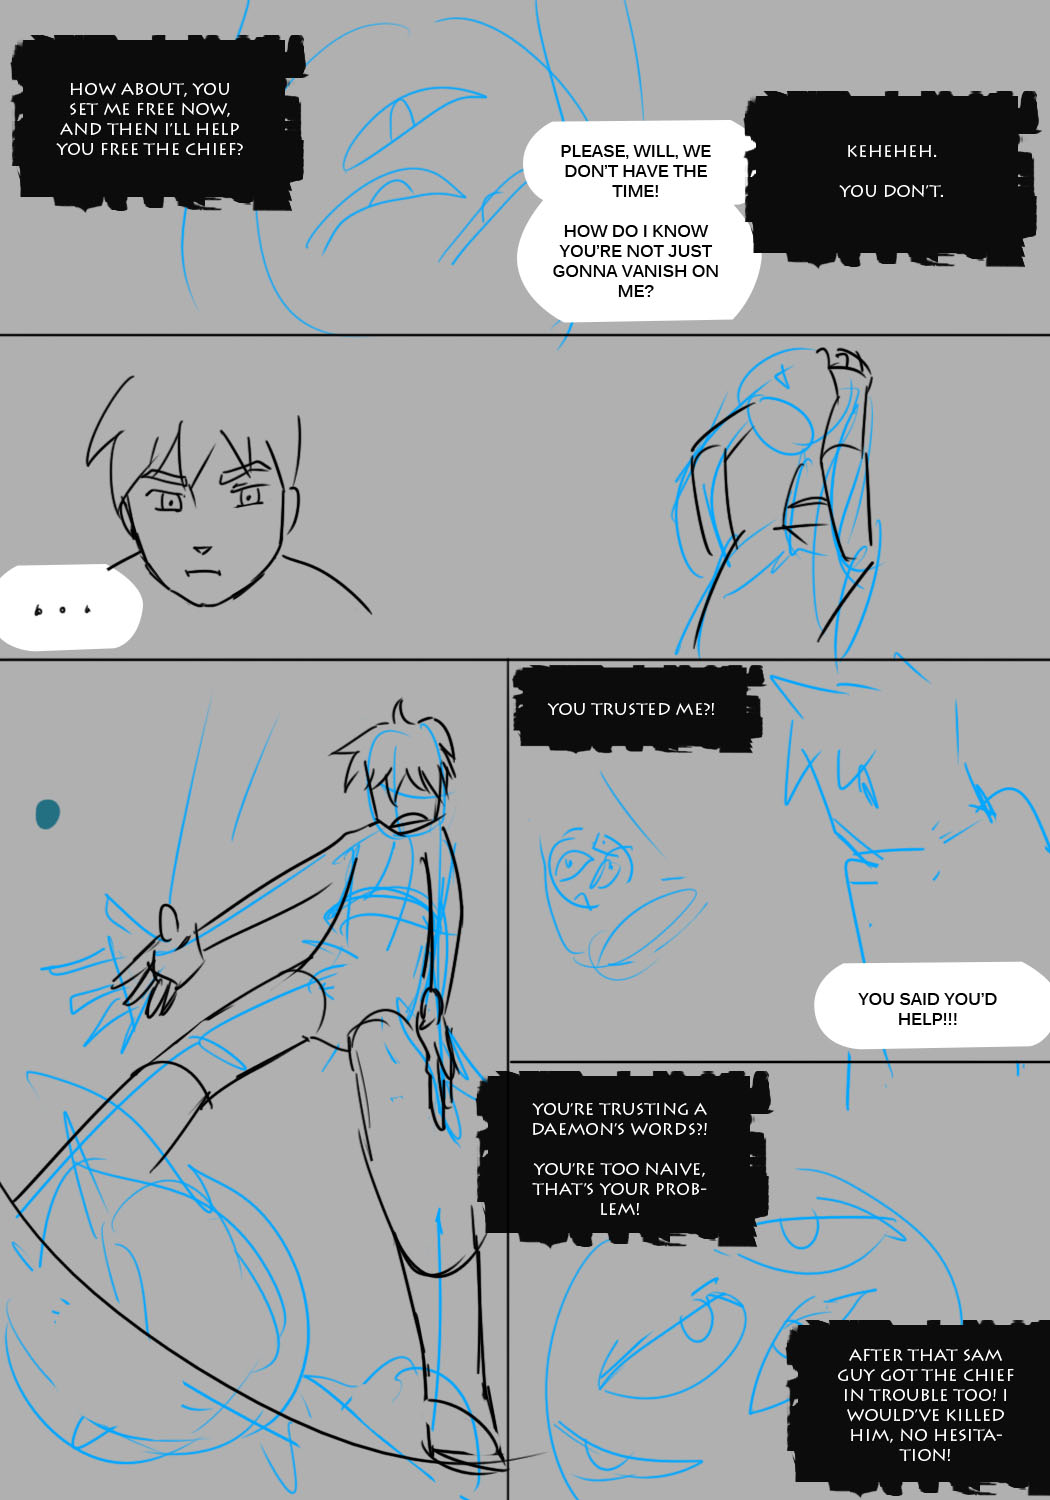 HOW ABOUT, YOU
SET ME FREE NOW,
AND THEN I'LL HELP
YOU FREE THE CHIEF?
PLEASE, WILL, WE
DON'T HAVE THE
TIME!
HOW DO I KNOW
YOU'RE NOT JUST
GONNA VANISH ON
ME?
KEHEHEH.
YOU DON'T.
...
YOU TRUSTED ME?!
YOU SAID YOU'D
HELP!!!
YOU'RE TRUSTING A
DAEMON'S WORDS?!
YOU'RE TOO NAIVE,
THAT'S YOUR PROB-
LEM!
AFTER THAT SAM
GUY GOT THE CHIEF
IN TROUBLE TOO! I
WOULD'VE KILLED
HIM, NO HESITA-
TION!